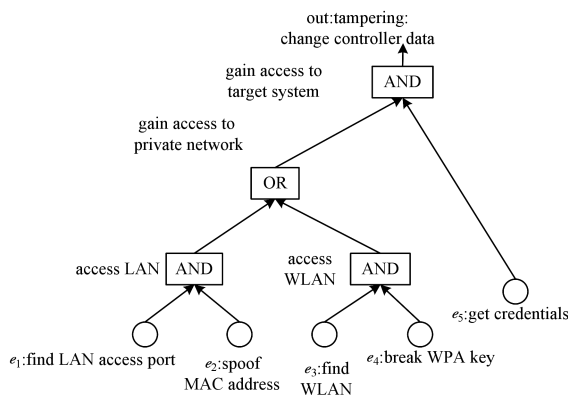 out:tampering:
change controller data
gain access to
target system
AND
gain access to
private network
OR
access LAN
AND
access
WLAN
AND
e5:get credentials
e1:find LAN access port
e2:spoof
MAC address
e3:find
WLAN
e4:break WPA key